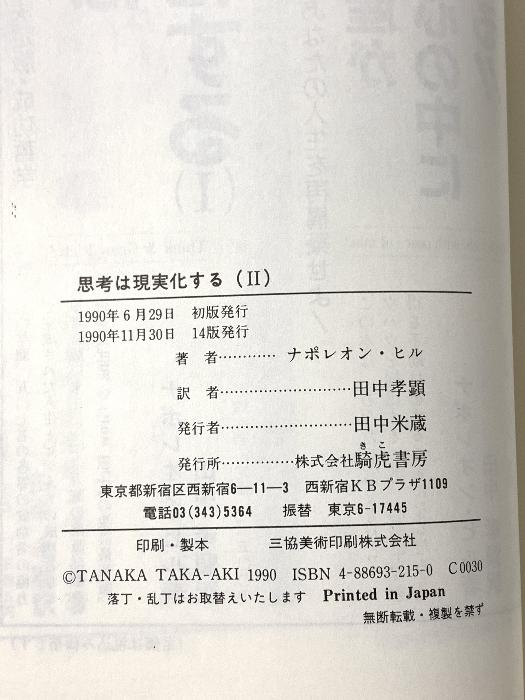 思考は現実化する(II)
1990年6月29日 初版発行
1990年11月30日 14版発行
著者………… ナポレオン・ヒル
訳者………………………田中孝顕
発行者………………………田中米蔵
きこ
発行所……………株式会社騎虎書房
東京都新宿区西新宿6―11―3 西新宿KBプラザ1109
電話03(343)5364 振替 東京6-17445
印刷・製本 三協美術印刷株式会社
©TANAKA TAKA-AKI 1990 ISBN 4-88693-215-0 C0030
落丁・乱丁はお取替えいたします Printed in Japan
無断転載・複製を禁ず